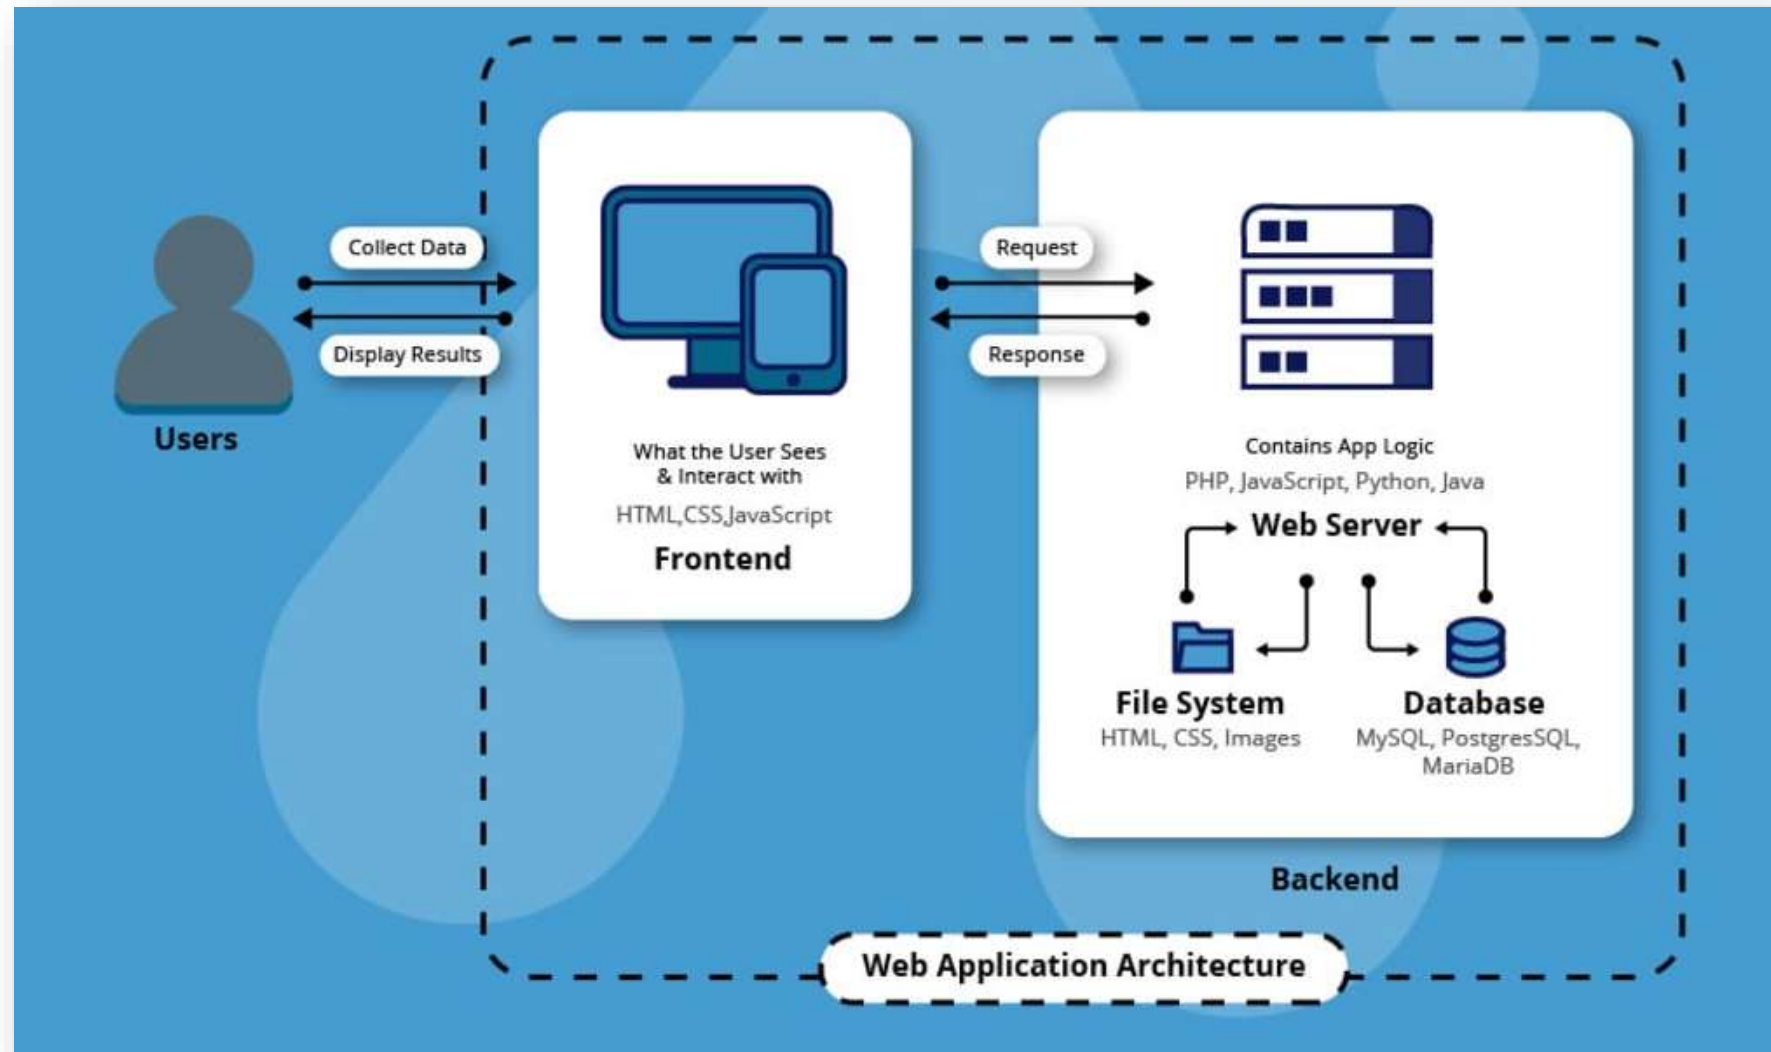 Collect Data
Display Results
Users
What the User Sees
& Interact with
HTML,CSS,JavaScript
Frontend
Request
Response
Contains App Logic
PHP, JavaScript, Python, Java
Web Server
File System
HTML, CSS, Images
Database
MySQL, PostgresSQL,
MariaDB
Backend
Web Application Architecture